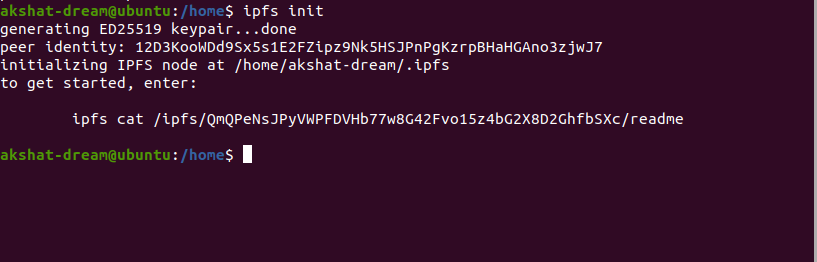 akshat-dream@ubuntu:/home$ ipfs init
generating ED25519 keypair...done
peer identity: 12D3KooWDd9Sx5s1E2FZipz9Nk5HSJPnPgKzrpBHaHGAno3zjwJ7
initializing IPFS node at /home/akshat-dream/.ipfs
to get started, enter:
ipfs cat /ipfs/QmQPeNsJPyVWPFDVHb77w8G42Fvo15z4bG2X8D2GhfbSXc/readme
akshat-dream@ubuntu:/home$